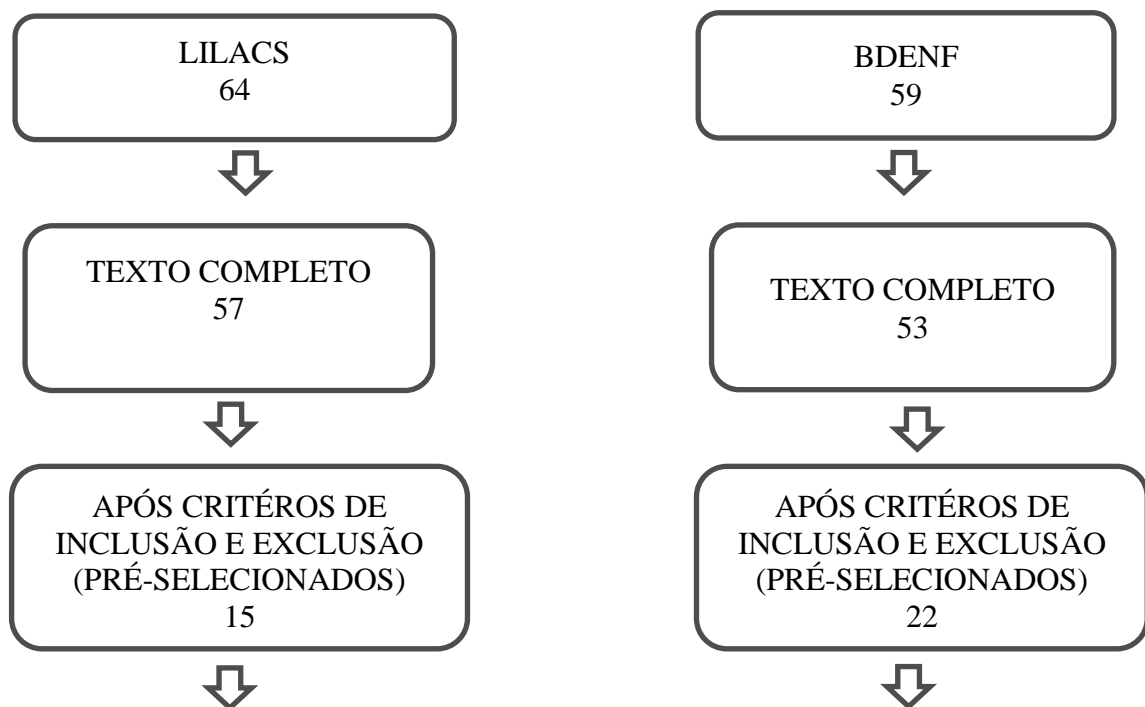 LILACS
64
BDENF
59
TEXTO COMPLETO
57
TEXTO COMPLETO
53
APÓS CRITÉROS DE
INCLUSÃO E EXCLUSÃO
(PRÉ-SELECIONADOS)
15
APÓS CRITÉROS DE
INCLUSÃO E EXCLUSÃO
(PRÉ-SELECIONADOS)
22